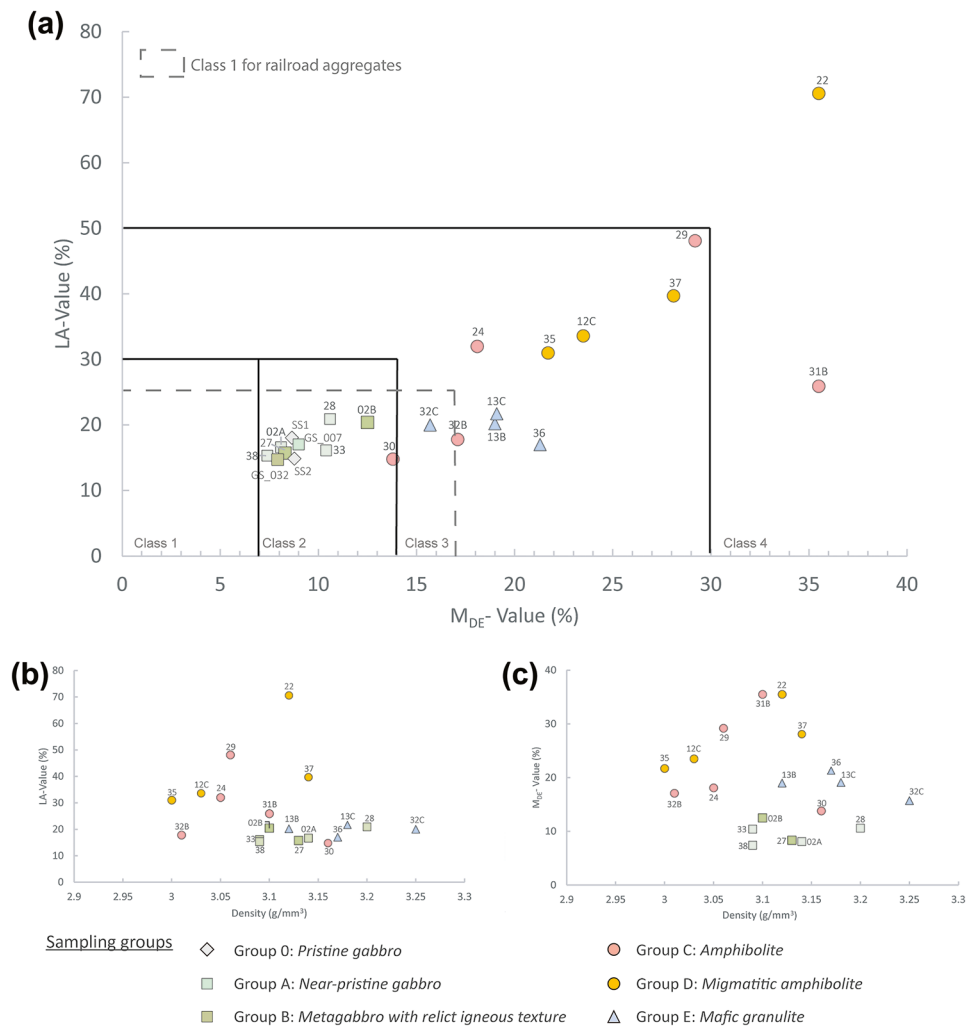 (a)
80
70
60
50
40
30
20
10
0
LA-Value (%)
Class 1 for railroad aggregates
22
29
37
24
12C
35
31B
28
02B
32C
13C
32B
13B
36
02A
SS1
GS_007
27
33
38
30
GS_032
SS2
Class 1
Class 2
Class 3
Class 4
0 5 10 15 20 25 30 35 40
MDE- Value (%)
(b)
80
70
60
50
40
30
20
10
0
LA-Value (%)
22
29
37
35
12C
24
31B
32B
02B
13B
02A
13C
28
32C
33
38
27
36
30
2.9 2.95 3 3.05 3.1 3.15 3.2 3.25 3.3
Density (g/mm³)
(c)
40
30
20
10
0
MDE- Value (%)
31B
22
29
37
35
12C
36
13B
13C
32B
24
32C
30
02B
28
33
38
27
02A
2.9 2.95 3 3.05 3.1 3.15 3.2 3.25 3.3
Density (g/mm³)
Sampling groups
Group 0: Pristine gabbro
Group A: Near-pristine gabbro
Group B: Metagabbro with relict igneous texture
Group C: Amphibolite
Group D: Migmatitic amphibolite
Group E: Mafic granulite